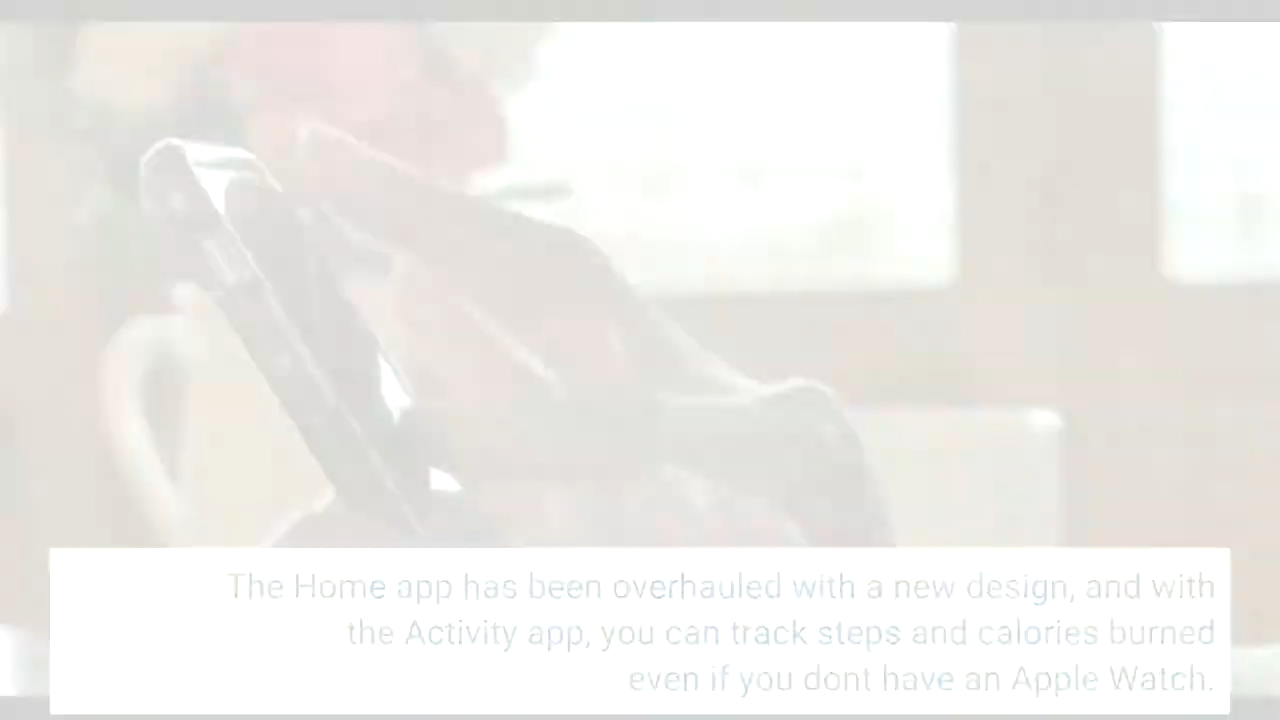 The Home app has been overhauled with a new design, and with
the Activity app, you can track steps and calories burned
even if you dont have an Apple Watch.